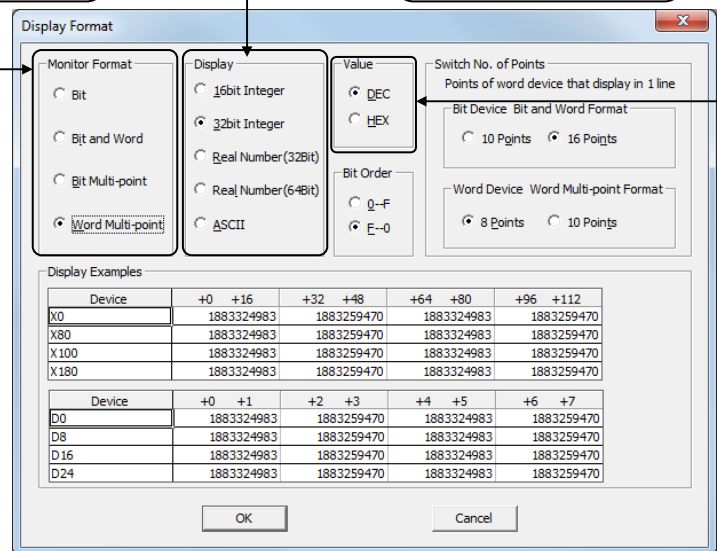 Display Format
Monitor Format
Bit
Bit and Word
Bit Multi-point
Word Multi-point
Display
16bit Integer
32bit Integer
Real Number(32Bit)
Real Number(64Bit)
ASCII
Value
DEC
HEX
Bit Order
0--F
F--0
Switch No. of Points
Points of word device that display in 1 line
Bit Device Bit and Word Format
10 Points 16 Points
Word Device Word Multi-point Format
8 Points 10 Points
Display Examples
Device +0 +16 +32 +48 +64 +80 +96 +112
X0 1883324983 1883259470 1883324983 1883259470
X80 1883324983 1883259470 1883324983 1883259470
X100 1883324983 1883259470 1883324983 1883259470
X180 1883324983 1883259470 1883324983 1883259470
Device +0 +1 +2 +3 +4 +5 +6 +7
D0 1883324983 1883259470 1883324983 1883259470
D8 1883324983 1883259470 1883324983 1883259470
D16 1883324983 1883259470 1883324983 1883259470
D24 1883324983 1883259470 1883324983 1883259470
OK Cancel